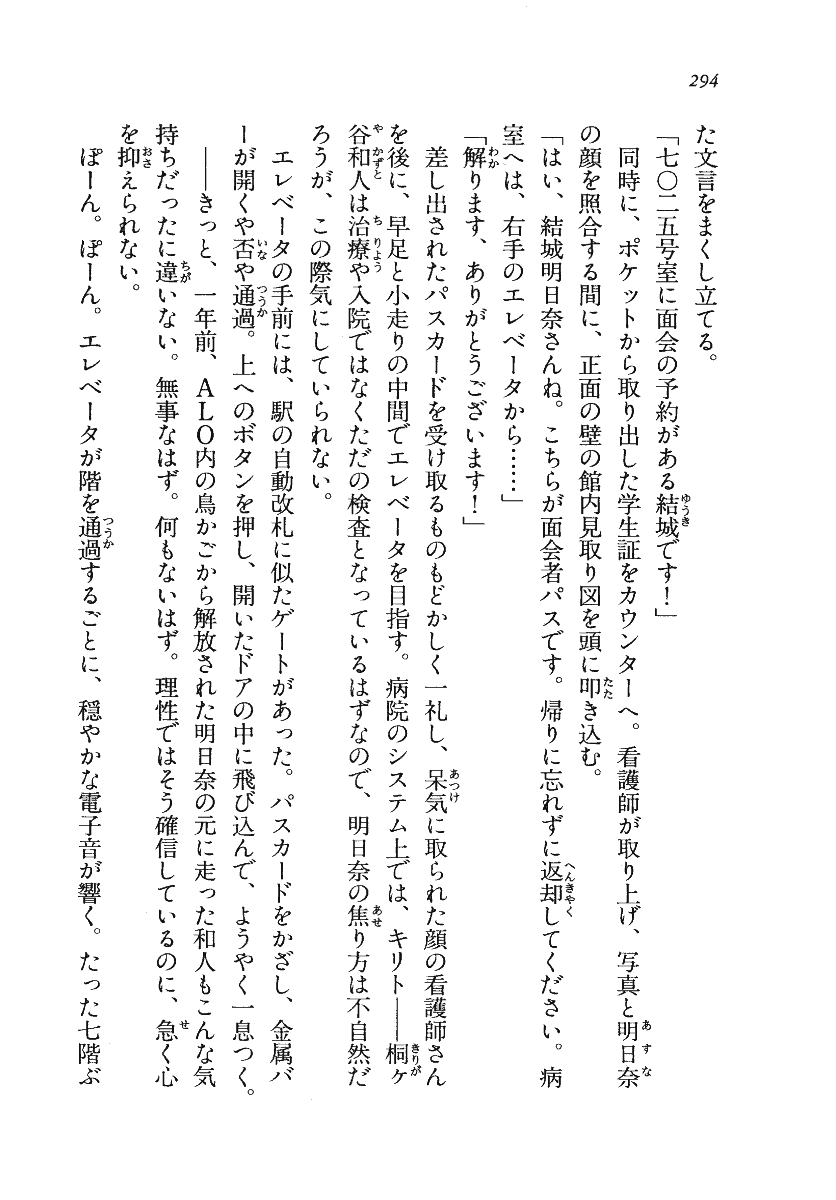 294
た文言をまくし立てる。
「七〇二五号室に面会の予約がある結城です！」
同時に、ポケットから取り出した学生証をカウンターへ。看護師が取り上げ、写真と明日奈
の顔を照合する間に、正面の壁の館内見取り図を頭に叩き込む。
「はい、結城明日奈さんね。こちらが面会者パスです。帰りに忘れずに返却してください。病
室へは、右手のエレベータから……」
「解ります、ありがとうございます！」
差し出されたパスカードを受け取るものもどかしく一礼し、呆気に取られた顔の看護師さん
を後に、早足と小走りの中間でエレベータを目指す。病院のシステム上では、キリト――桐ヶ
谷和人は治療や入院ではなくただの検査となっているはずなので、明日奈の焦り方は不自然だ
ろうが、この際気にしていられない。
エレベータの手前には、駅の自動改札に似たゲートがあった。パスカードをかざし、金属バ
ーが開くや否や通過。上へのボタンを押し、開いたドアの中に飛び込んで、ようやく一息つく。
――きっと、一年前、ＡＬＯ内の鳥かごから解放された明日奈の元に走った和人もこんな気
持ちだったに違いない。無事なはず。何もないはず。理性ではそう確信しているのに、急く心
を抑えられない。
ぽーん。ぽーん。エレベータが階を通過するごとに、穏やかな電子音が響く。たった七階ぶ